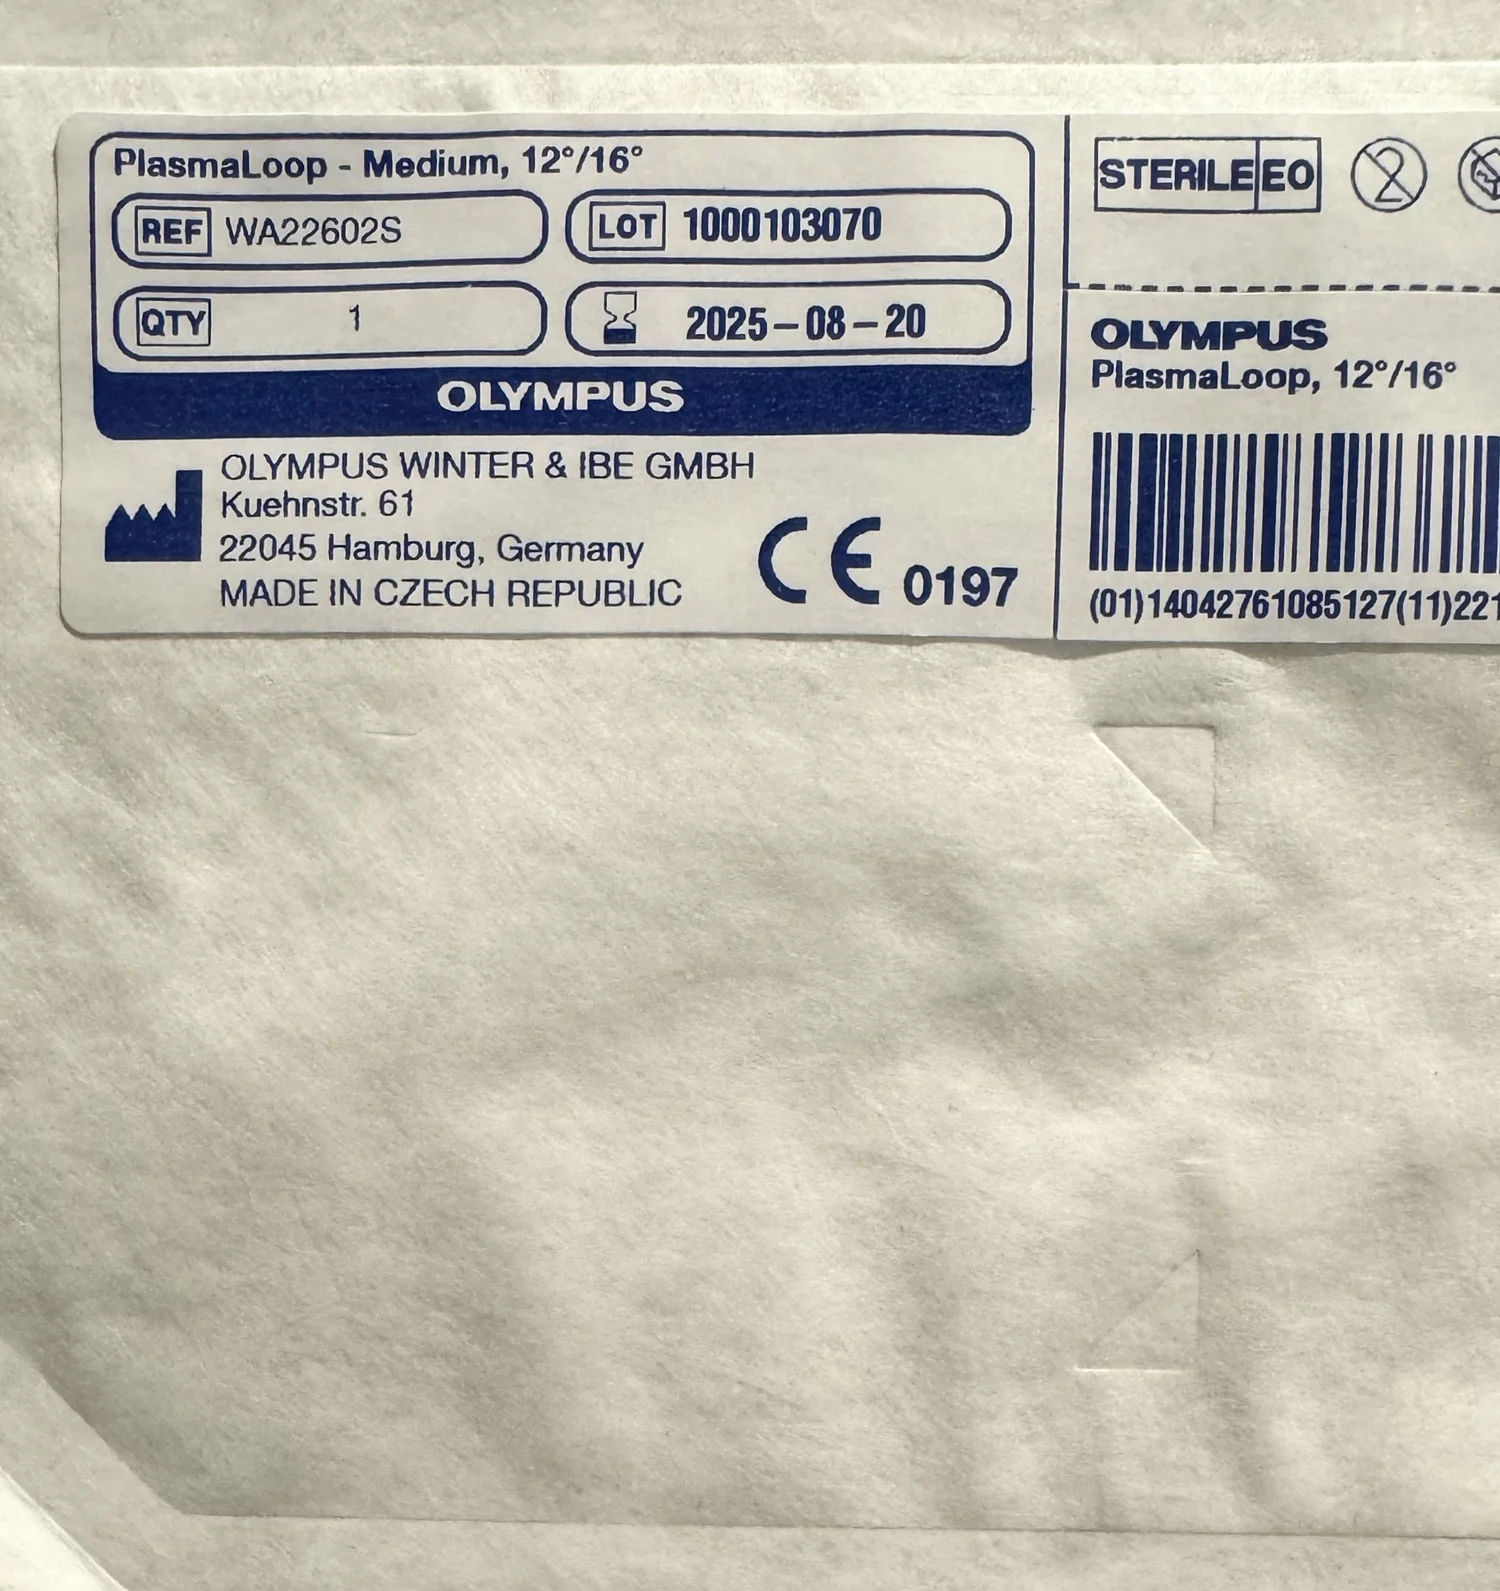 PlasmaLoop - Medium, 12°/16°
REF WA22602S
LOT 1000103070
QTY 1
2025-08-20
OLYMPUS
OLYMPUS WINTER & IBE GMBH
Kuehnstr. 61
22045 Hamburg, Germany
MADE IN CZECH REPUBLIC
CE 0197
STERILE EO
2
OLYMPUS
PlasmaLoop, 12°/16°
(01)14042761085127(11)221